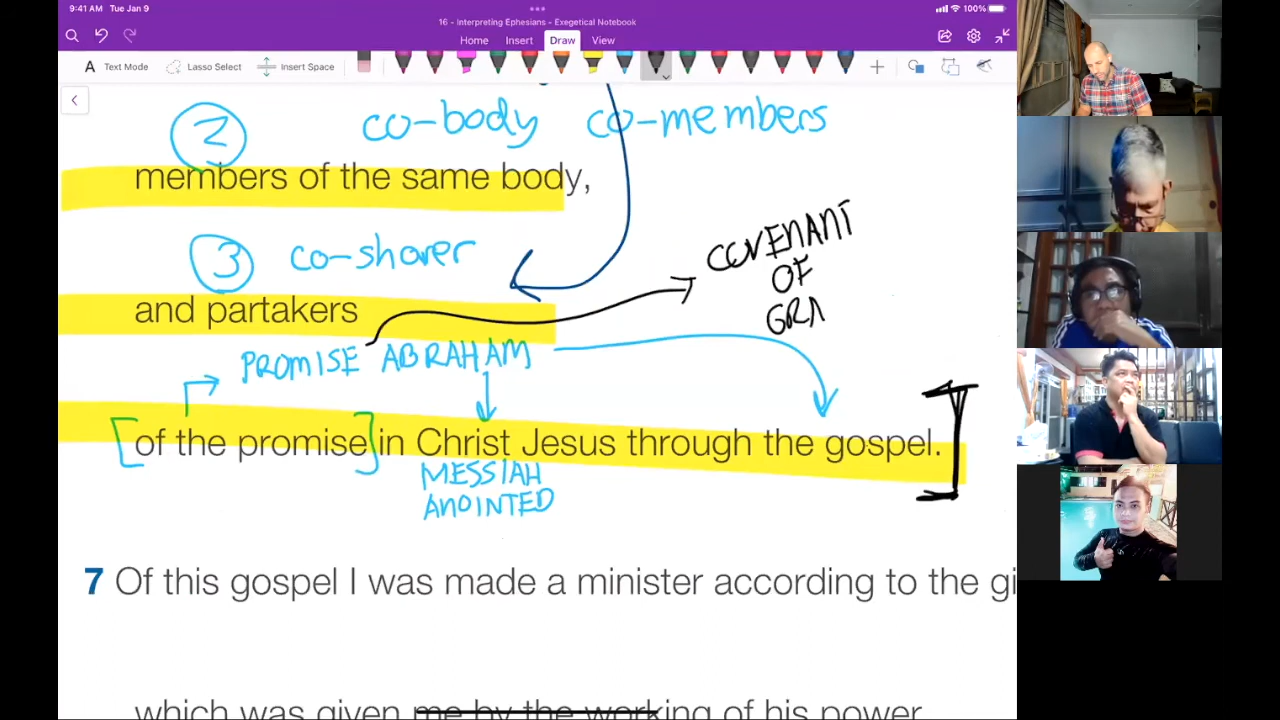 9:41 AM Tue Jan 9
100%
16 - Interpreting Ephesians - Exegetical Notebook
Home Insert Draw View
A Text Mode Lasso Select Insert Space
2 co-body co-members
members of the same body,
3 co-sharer
COVENANT
OF
GRA
and partakers
PROMISE ABRAHAM
[of the promise] in Christ Jesus through the gospel.
MESSIAH
ANOINTED
7 Of this gospel I was made a minister according to the gi
which was given me by the working of his power